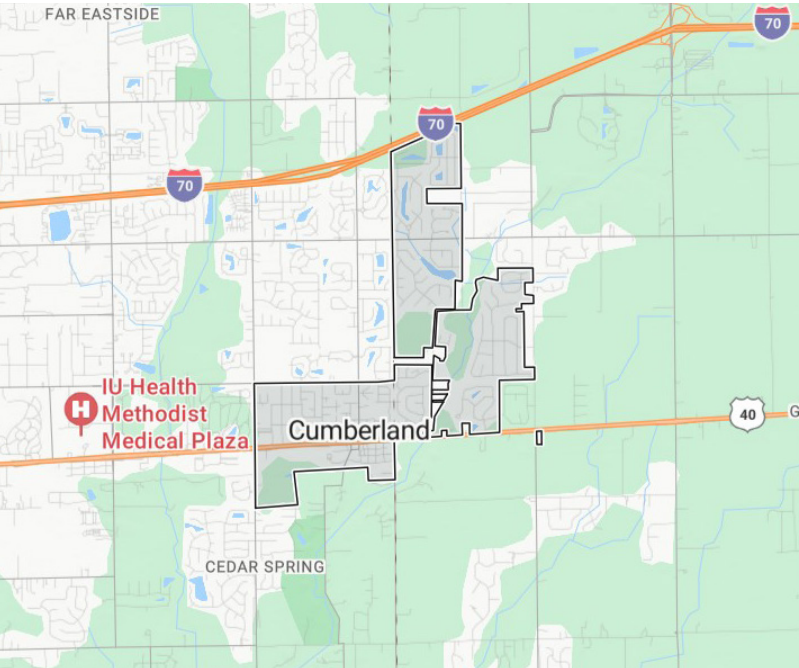 FAR EASTSIDE
70
70
70
IU Health
Methodist
Medical Plaza
H
40
G
Cumberland
CEDAR SPRING